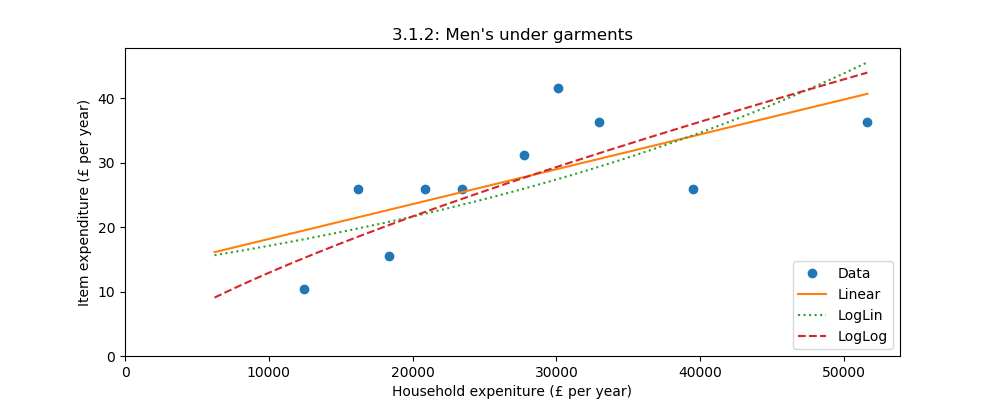 3.1.2: Men's under garments
Item expenditure (£ per year)
40
30
20
10
0
0 10000 20000 30000 40000 50000
Household expeniture (£ per year)
Data
Linear
LogLin
LogLog